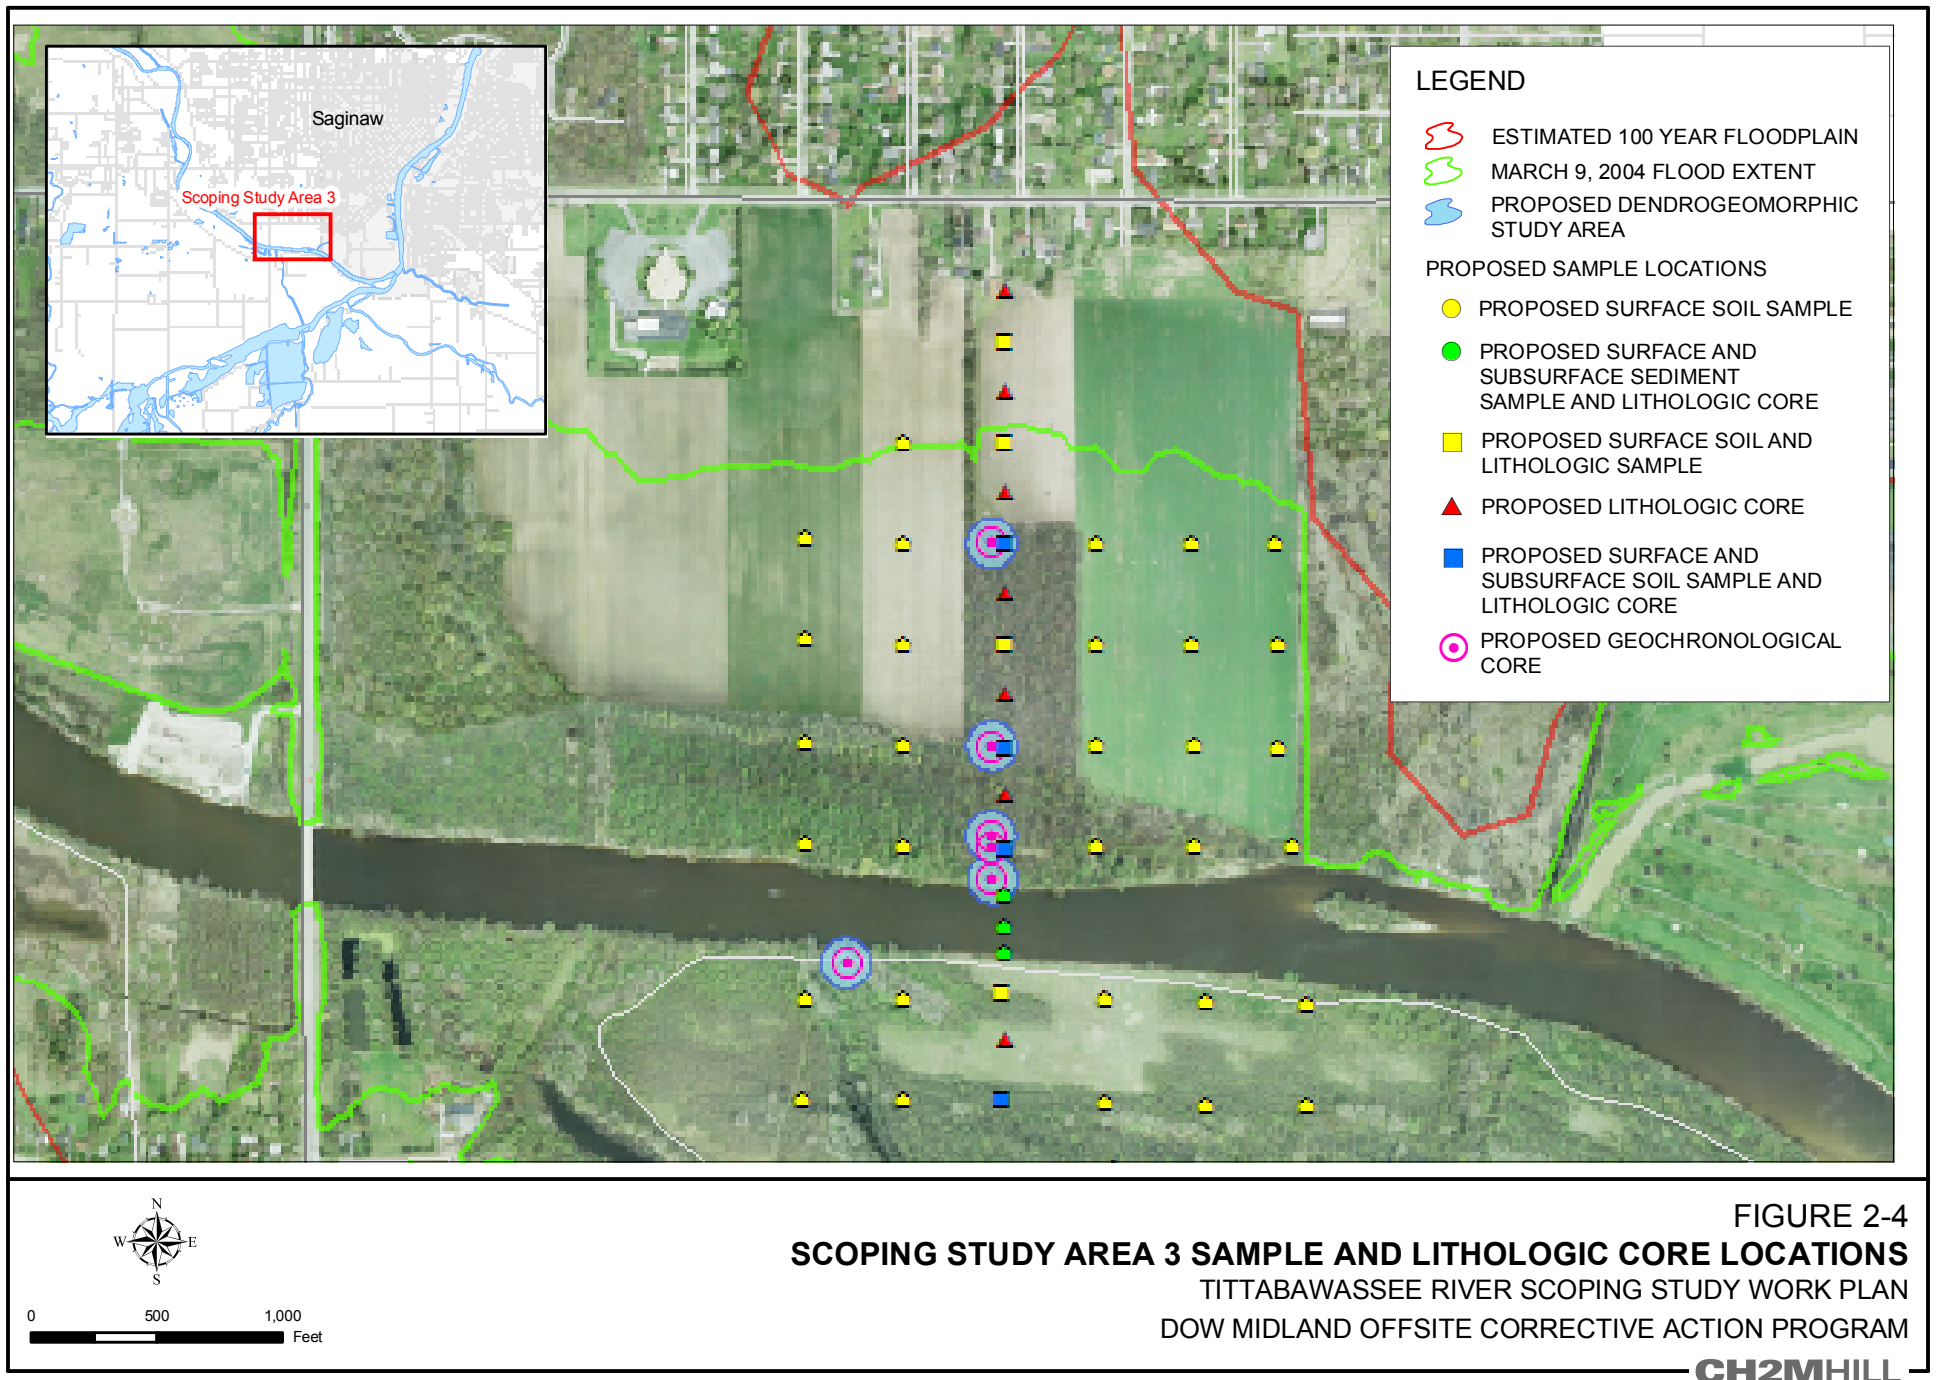 Saginaw
Scoping Study Area 3
LEGEND
ESTIMATED 100 YEAR FLOODPLAIN
MARCH 9, 2004 FLOOD EXTENT
PROPOSED DENDROGEOMORPHIC
STUDY AREA
PROPOSED SAMPLE LOCATIONS
PROPOSED SURFACE SOIL SAMPLE
PROPOSED SURFACE AND
SUBSURFACE SEDIMENT
SAMPLE AND LITHOLOGIC CORE
PROPOSED SURFACE SOIL AND
LITHOLOGIC SAMPLE
PROPOSED LITHOLOGIC CORE
PROPOSED SURFACE AND
SUBSURFACE SOIL SAMPLE AND
LITHOLOGIC CORE
PROPOSED GEOCHRONOLOGICAL
CORE
N
W E
S
0 500 1,000
Feet
FIGURE 2-4
SCOPING STUDY AREA 3 SAMPLE AND LITHOLOGIC CORE LOCATIONS
TITTABAWASSEE RIVER SCOPING STUDY WORK PLAN
DOW MIDLAND OFFSITE CORRECTIVE ACTION PROGRAM
CH2MHILL